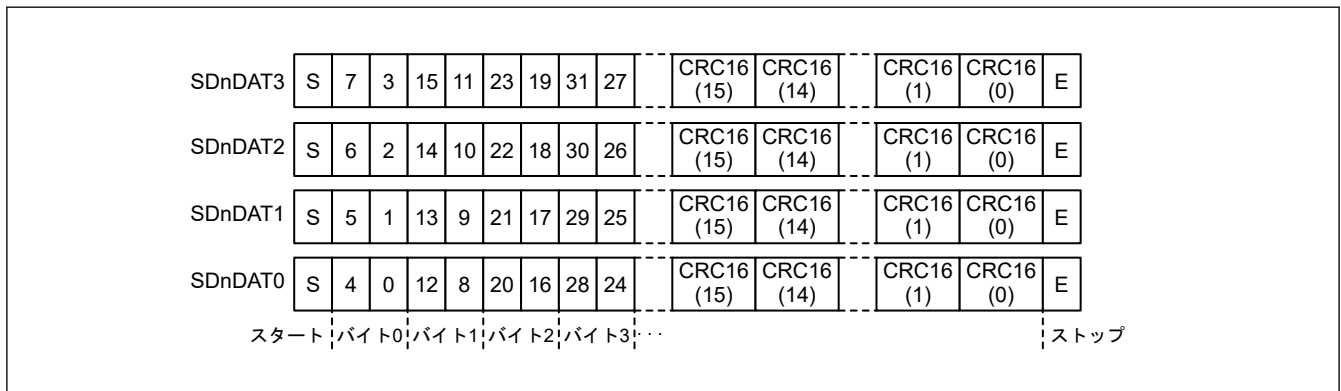 SDnDAT3 S 7 3 15 11 23 19 31 27 CRC16 (15) CRC16 (14) CRC16 (1) CRC16 (0) E
SDnDAT2 S 6 2 14 10 22 18 30 26 CRC16 (15) CRC16 (14) CRC16 (1) CRC16 (0) E
SDnDAT1 S 5 1 13 9 21 17 29 25 CRC16 (15) CRC16 (14) CRC16 (1) CRC16 (0) E
SDnDAT0 S 4 0 12 8 20 16 28 24 CRC16 (15) CRC16 (14) CRC16 (1) CRC16 (0) E
スタート バイト0 バイト1 バイト2 バイト3 ･･･ ストップ